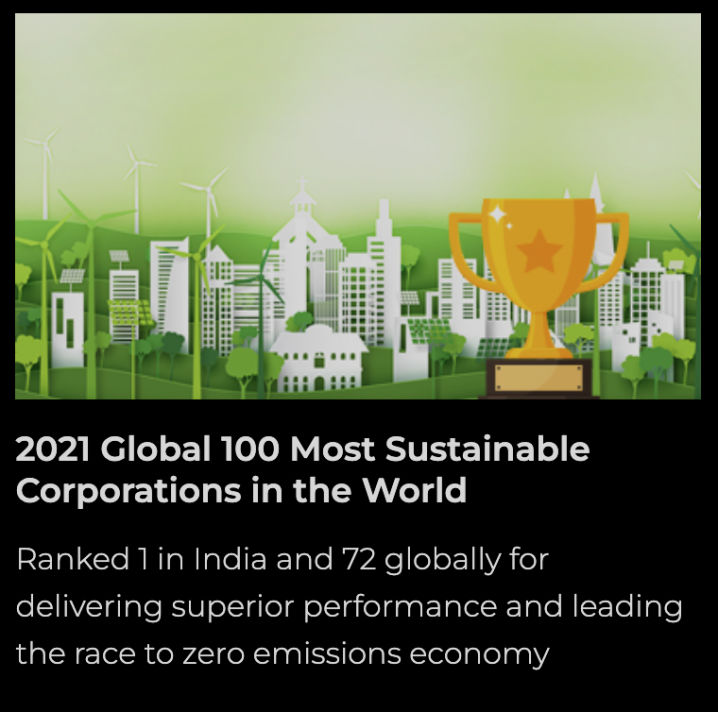 2021 Global 100 Most Sustainable
Corporations in the World
Ranked 1 in India and 72 globally for
delivering superior performance and leading
the race to zero emissions economy